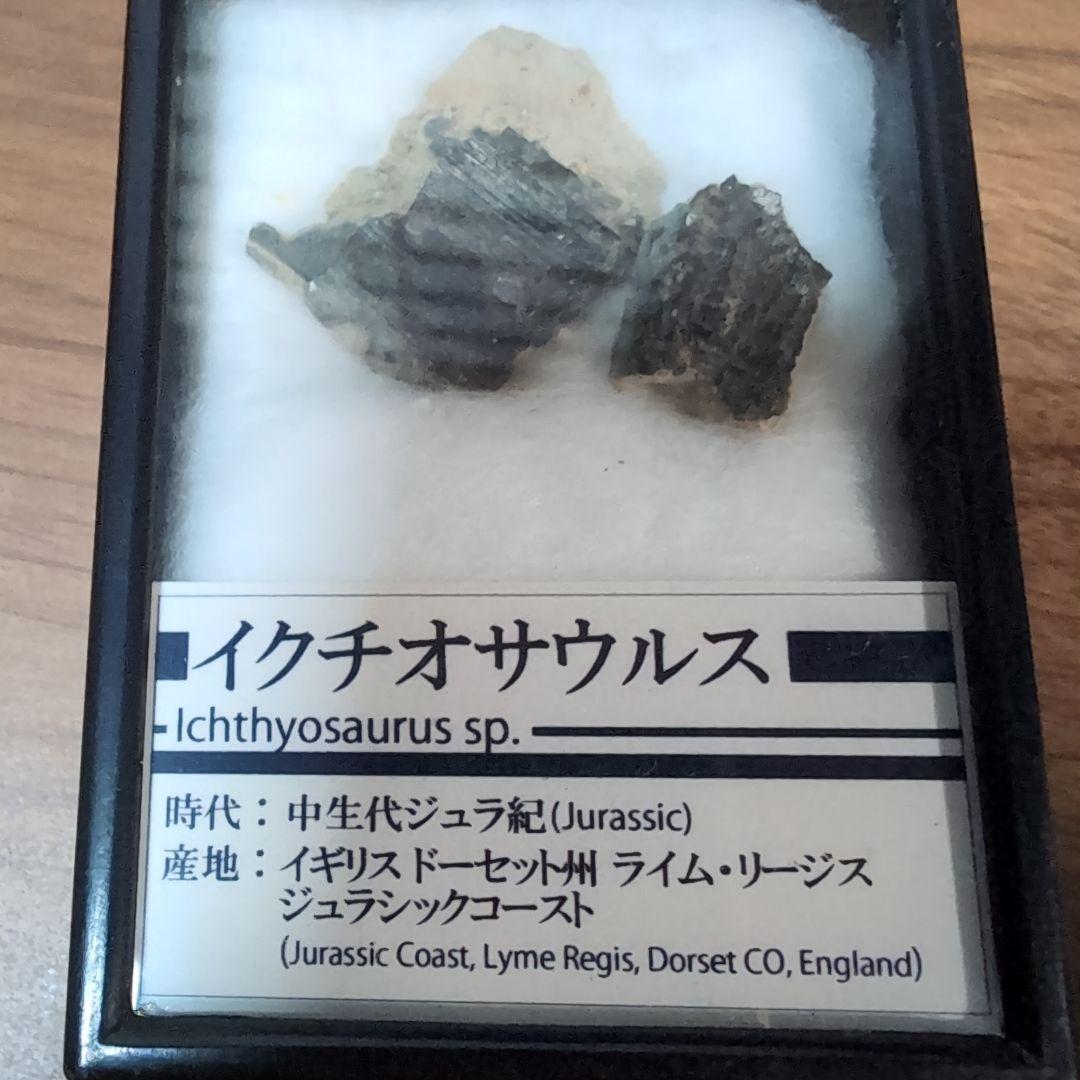 イクチオサウルス
Ichthyosaurus sp.
時代：中生代ジュラ紀(Jurassic)
産地：イギリス ドーセット州 ライム・リージス
ジュラシックコースト
(Jurassic Coast, Lyme Regis, Dorset CO, England)